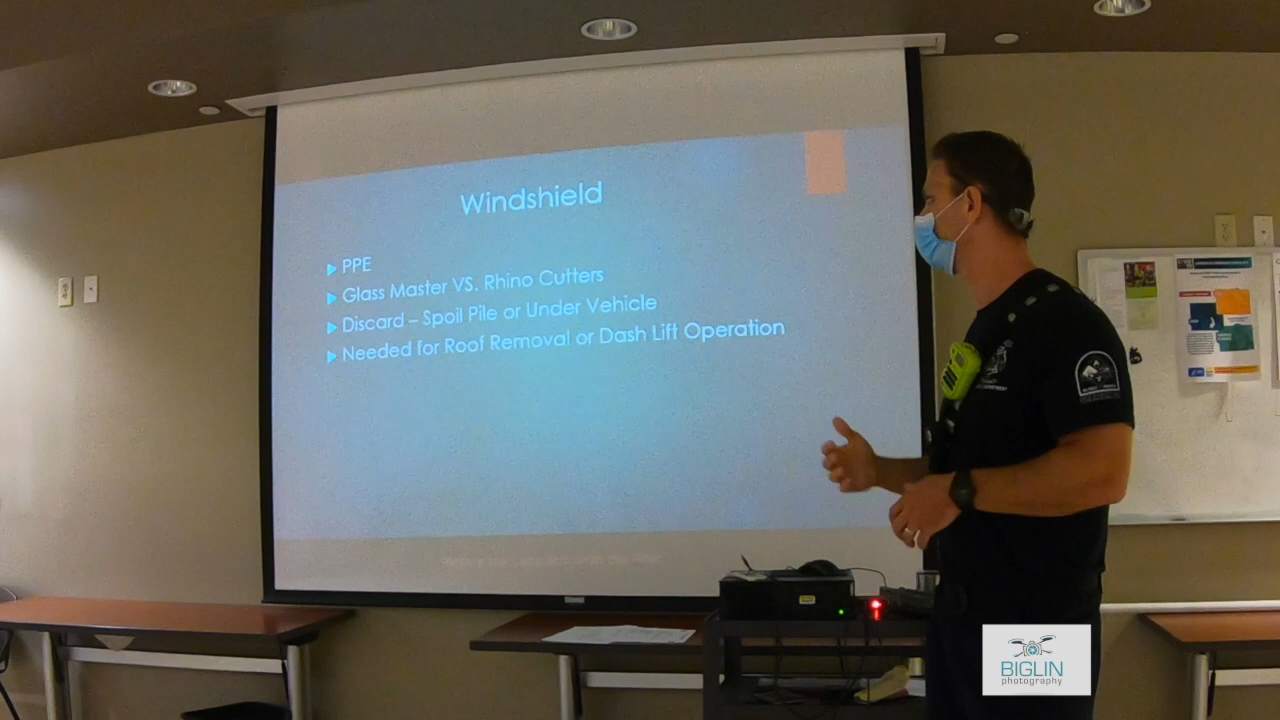 Windshield
PPE
Glass Master VS. Rhino Cutters
Discard – Spoil Pile or Under Vehicle
Needed for Roof Removal or Dash Lift Operation
BIGLIN
photography